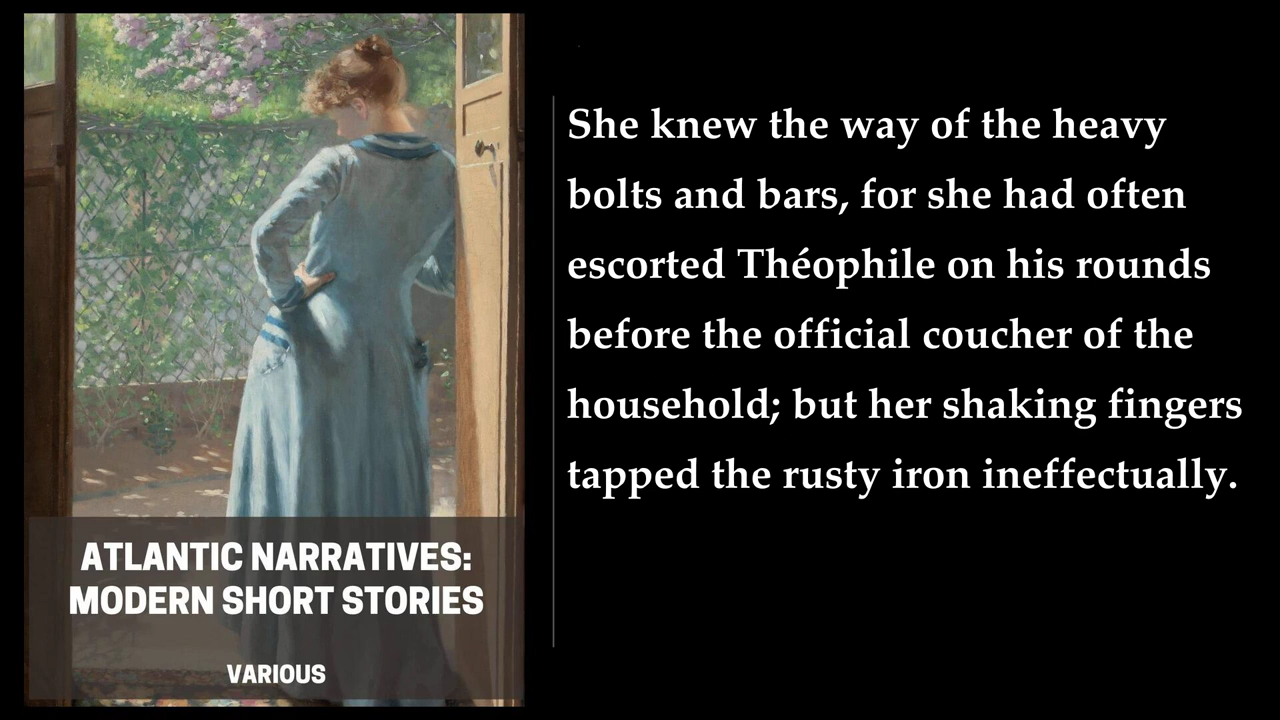 She knew the way of the heavy
bolts and bars, for she had often
escorted Théophile on his rounds
before the official coucher of the
household; but her shaking fingers
tapped the rusty iron ineffectually.
ATLANTIC NARRATIVES:
MODERN SHORT STORIES
VARIOUS